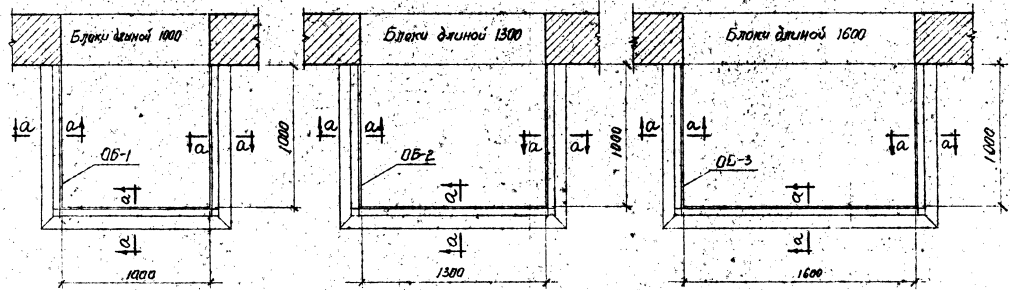 Блоки длиной 1000
Блоки длиной 1300
Блоки длиной 1600
а а а а
1000
а а а а
1000
а а а а
1000
ОБ-1
ОБ-2
ОБ-3
а
а
а
а
а
а
1000
1300
1600